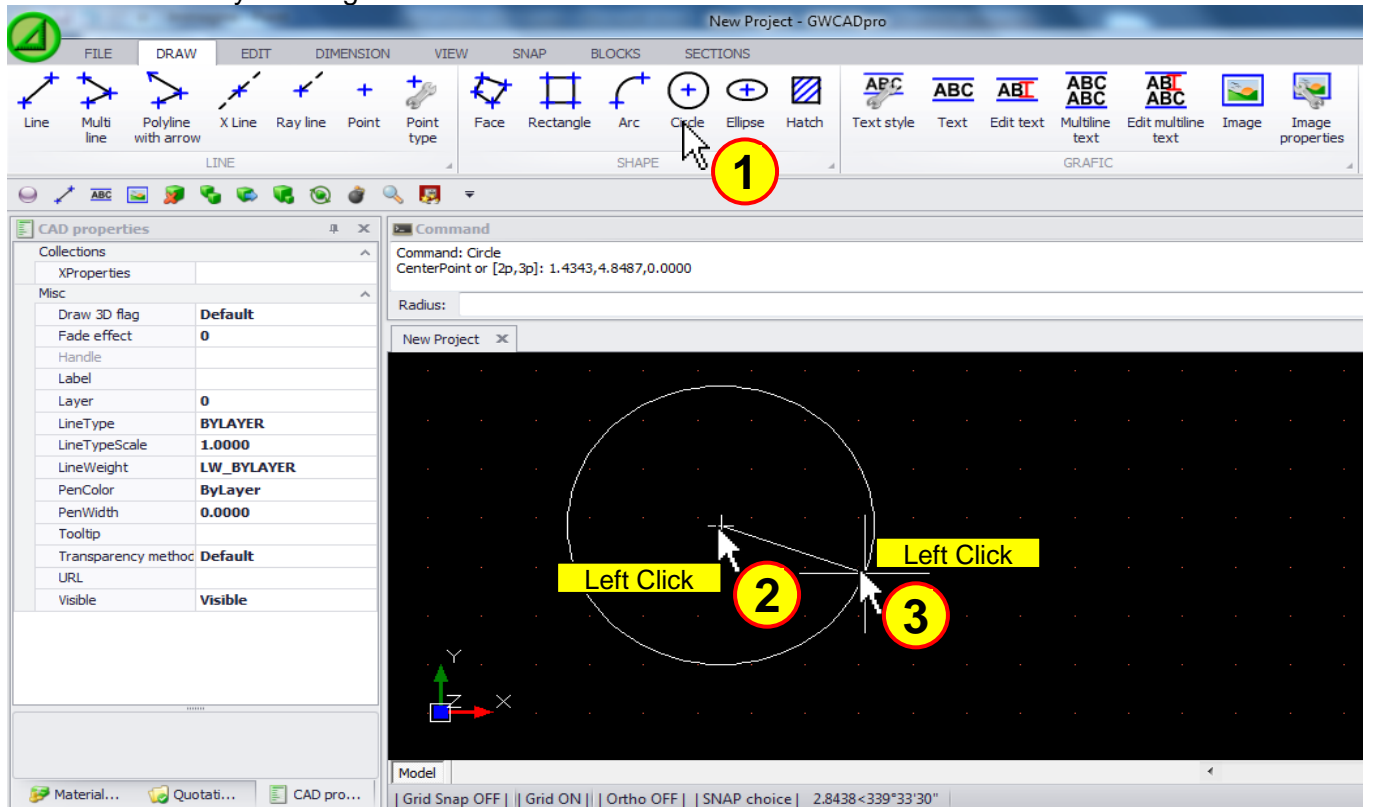 New Project - GWCADpro
FILE DRAW EDIT DIMENSION VIEW SNAP BLOCKS SECTIONS
ABC ABC ABI ABC ABI
ABC ABC
Line Multi Polyline X Line Ray line Point Point Face Rectangle Arc Circle Ellipse Hatch Text style Text Edit text Multiline Edit multiline Image Image
line with arrow type text text properties
LINE SHAPE GRAFIC
1
ABC
CAD properties
Collections
XProperties
Misc
Draw 3D flag Default
Fade effect 0
Handle
Label
Layer 0
LineType BYLAYER
LineTypeScale 1.0000
LineWeight LW_BYLAYER
PenColor ByLayer
PenWidth 0.0000
Tooltip
Transparency method Default
URL
Visible Visible
Material... Quotati... CAD pro...
Command
Command: Circle
CenterPoint or [2p,3p]: 1.4343,4.8487,0.0000
Radius:
New Project
Left Click
Left Click
2
3
Y
Z X
Model
| Grid Snap OFF | | Grid ON | | Ortho OFF | | SNAP choice | 2.8438<339°33'30"